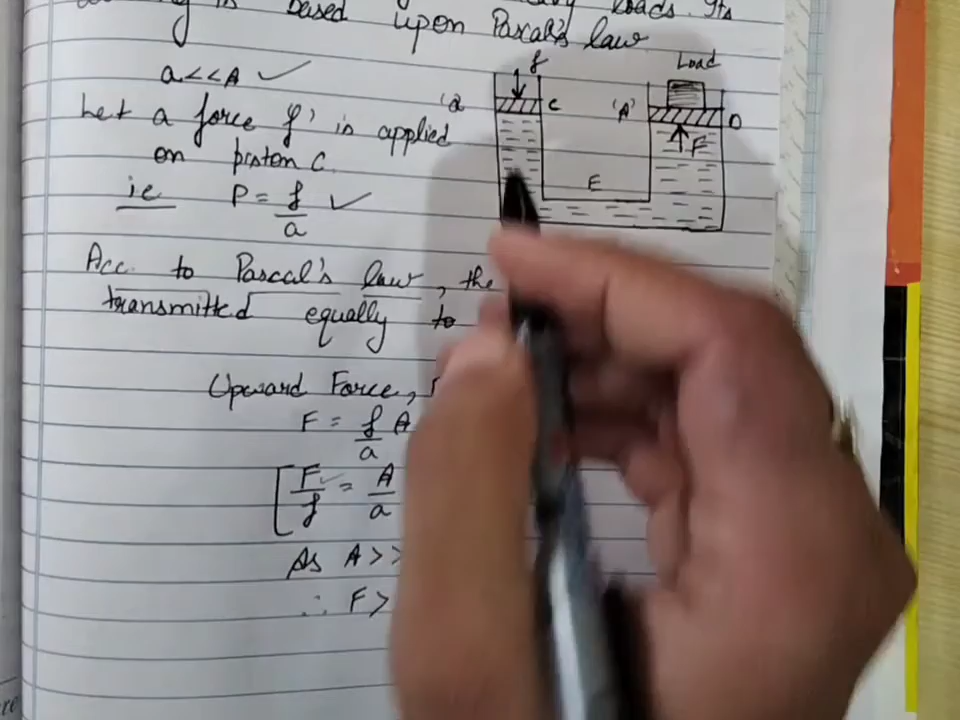 is based upon Pascal's law
a<<A ✓
Let a force 'f' is applied
on piston C.
ie P = f/a ✓
Acc. to Pascal's law, the
transmitted equally to
Upward Force,
F = f/a A
F/f = A/a
As A>>
∴ F>
f
'a
C
'A'
Load
D
F
E